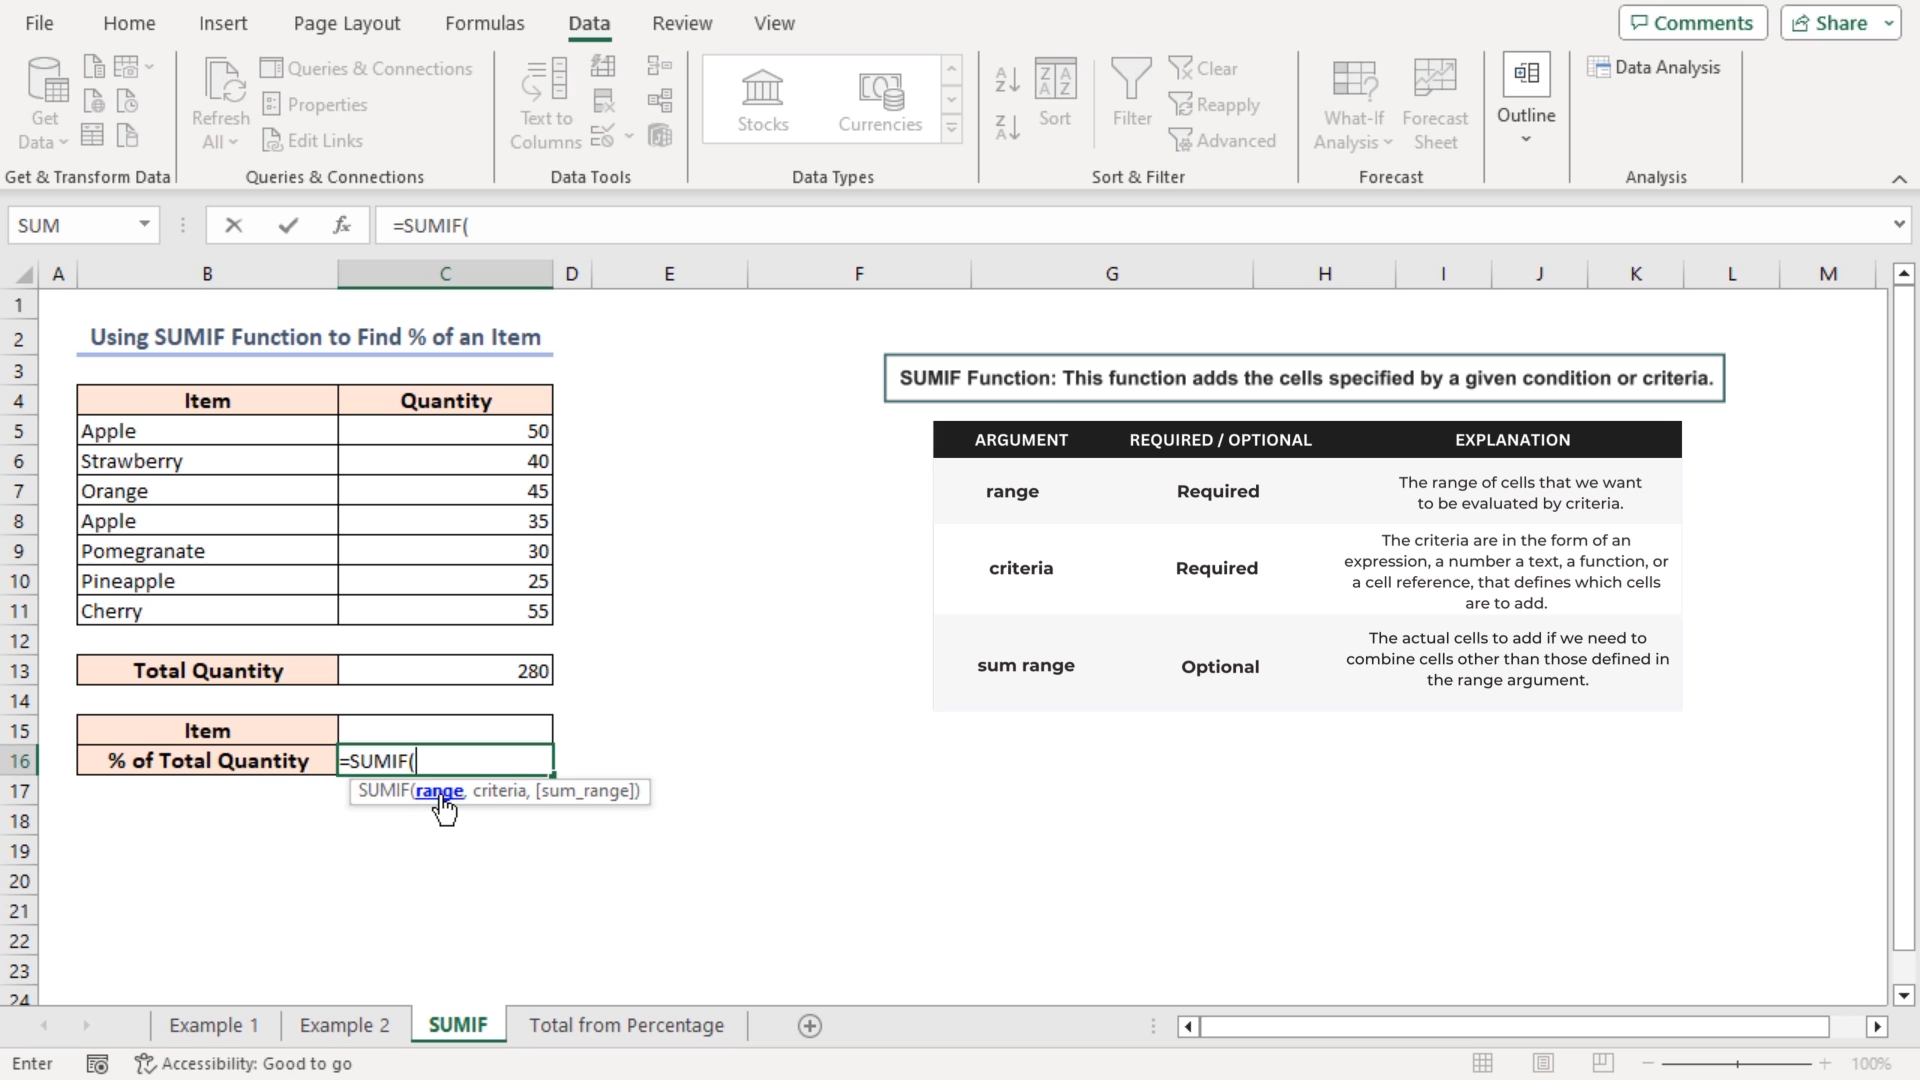 File Home Insert Page Layout Formulas Data Review View Comments Share
Get Data
Refresh All
Queries & Connections
Properties
Edit Links
Text to Columns
Stocks Currencies
A Z
Z A
Z A A Z
Sort
Filter
Clear
Reapply
Advanced
What-If Analysis
Forecast Sheet
Outline
Data Analysis
Get & Transform Data Queries & Connections Data Tools Data Types Sort & Filter Forecast Analysis
SUM fx =SUMIF(
A B C D E F G H I J K L M
1
2 Using SUMIF Function to Find % of an Item
3
SUMIF Function: This function adds the cells specified by a given condition or criteria.
4 Item Quantity
5 Apple 50
6 Strawberry 40
7 Orange 45
8 Apple 35
9 Pomegranate 30
10 Pineapple 25
11 Cherry 55
12
13 Total Quantity 280
14
15 Item
16 % of Total Quantity =SUMIF(
17 SUMIF(range, criteria, [sum_range])
18
19
20
21
22
23
24
ARGUMENT REQUIRED / OPTIONAL EXPLANATION
range Required The range of cells that we want
to be evaluated by criteria.
criteria Required The criteria are in the form of an
expression, a number a text, a function, or
a cell reference, that defines which cells
are to add.
sum range Optional The actual cells to add if we need to
combine cells other than those defined in
the range argument.
Example 1 Example 2 SUMIF Total from Percentage
Enter Accessibility: Good to go 100%